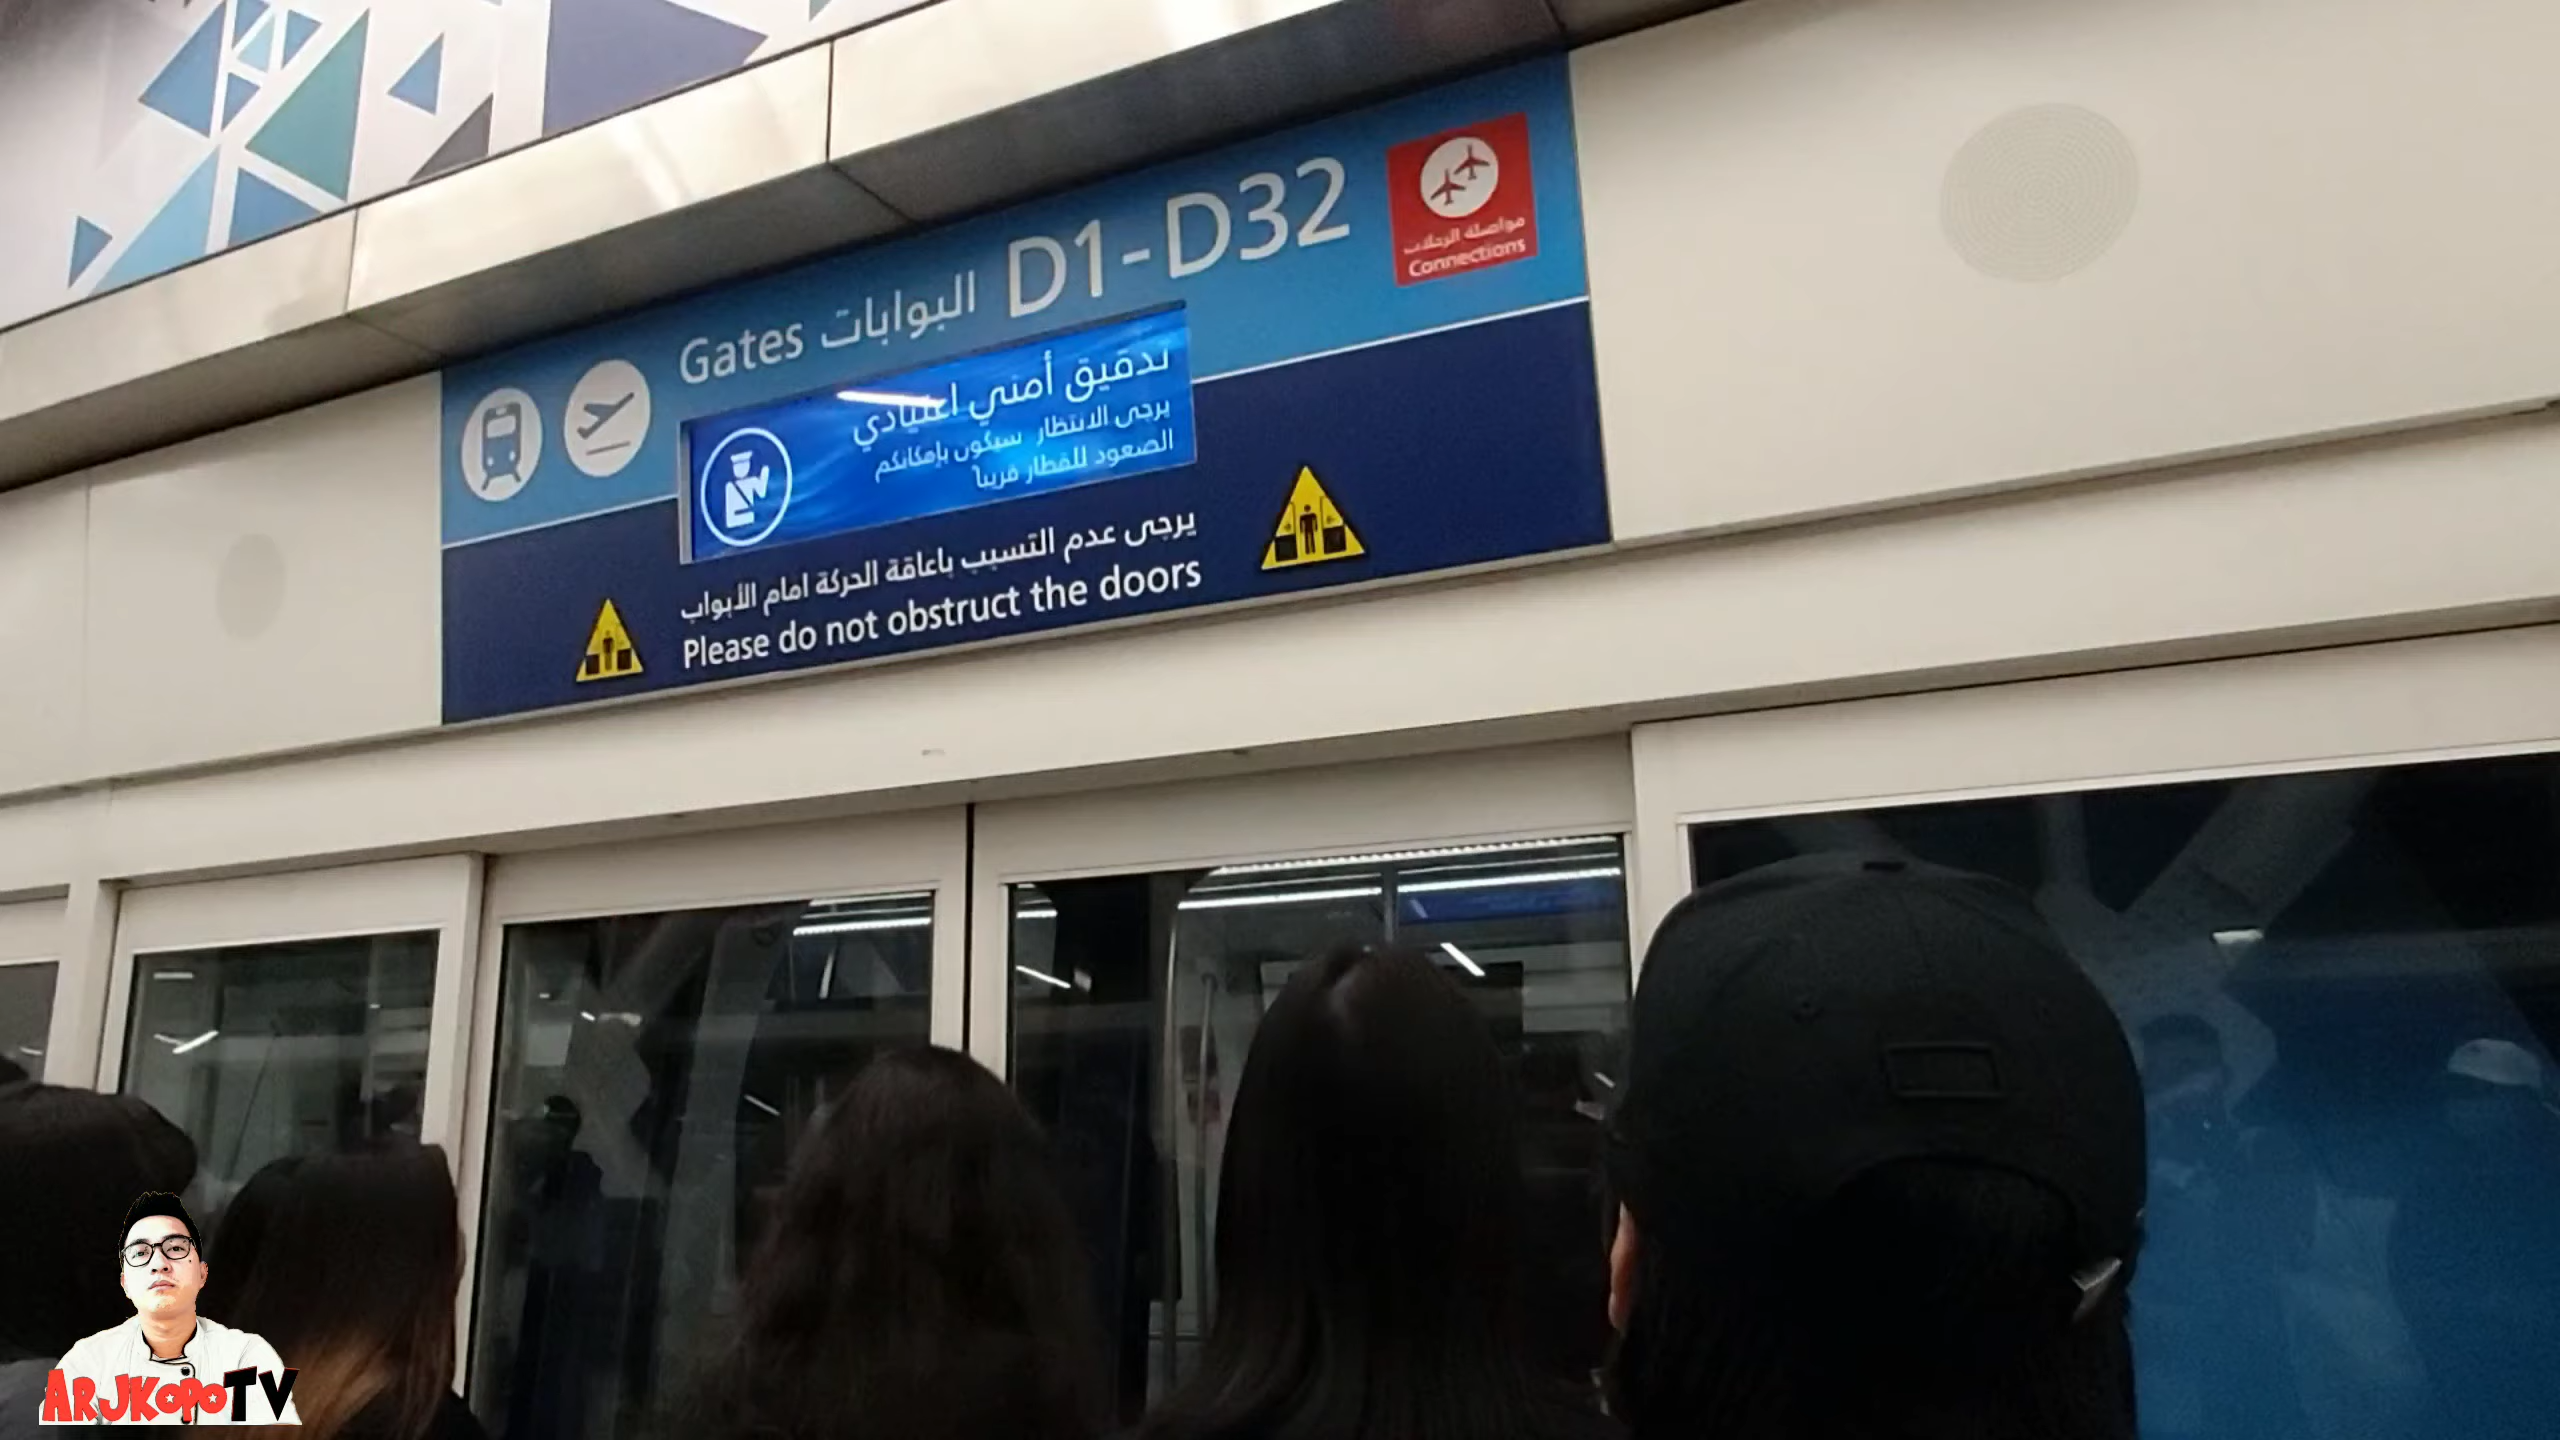 Gates البوابات D1-D32
مواصلة الرحلات
Connections
تدقيق أمني اعتيادي
يرجى الانتظار سيكون بإمكانكم
الصعود للقطار قريباً
يرجى عدم التسبب باعاقة الحركة امام الأبواب
Please do not obstruct the doors
ARJKOPOTV